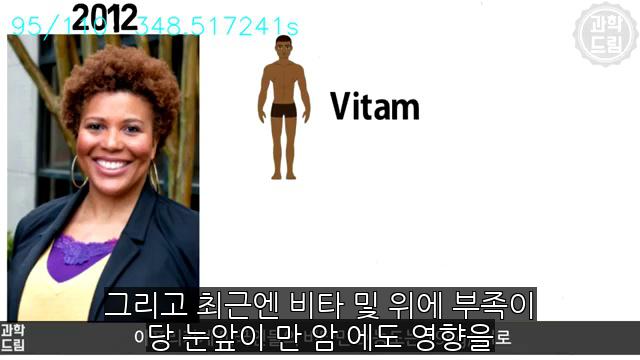 2012
95/110, 348.517241s
과학
드림
Vitam
그리고 최근엔 비타 및 위에 부족이
당 눈앞이 만 암 에도 영향을
과학
드림
로